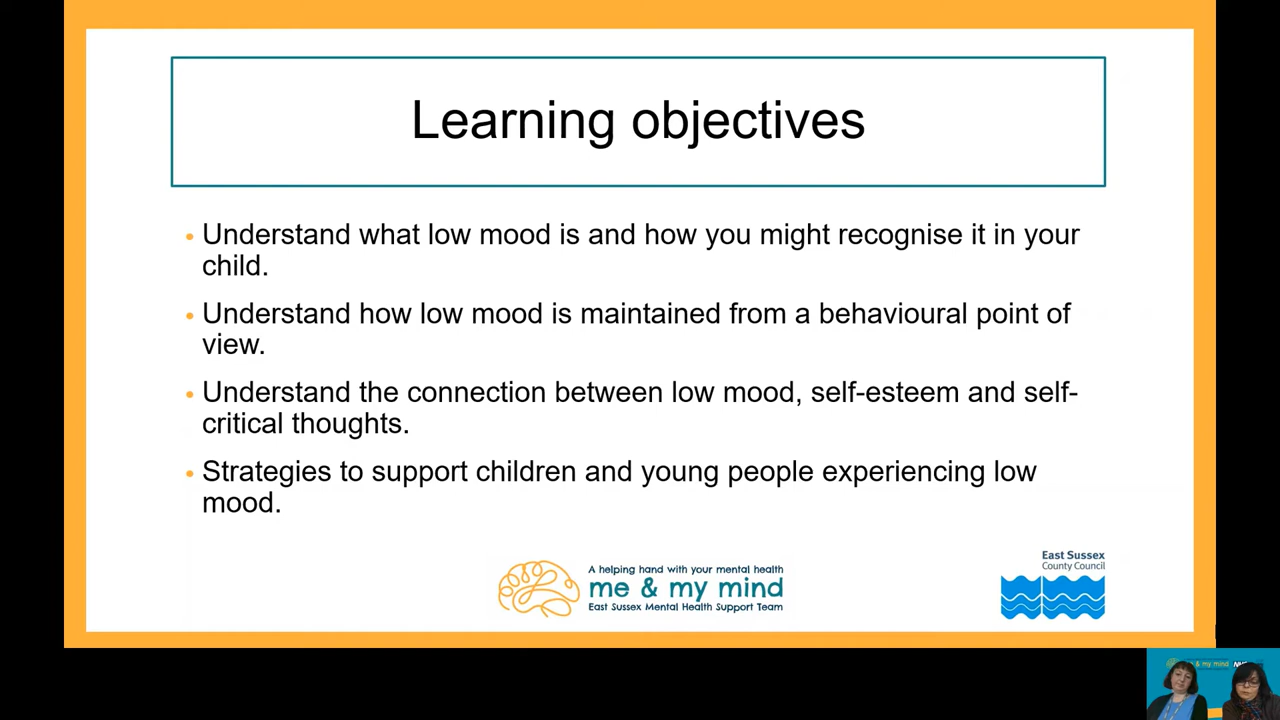 Learning objectives
• Understand what low mood is and how you might recognise it in your
child.
• Understand how low mood is maintained from a behavioural point of
view.
• Understand the connection between low mood, self-esteem and self-
critical thoughts.
• Strategies to support children and young people experiencing low
mood.
A helping hand with your mental health
me & my mind
East Sussex Mental Health Support Team
East Sussex
County Council
me & my mind